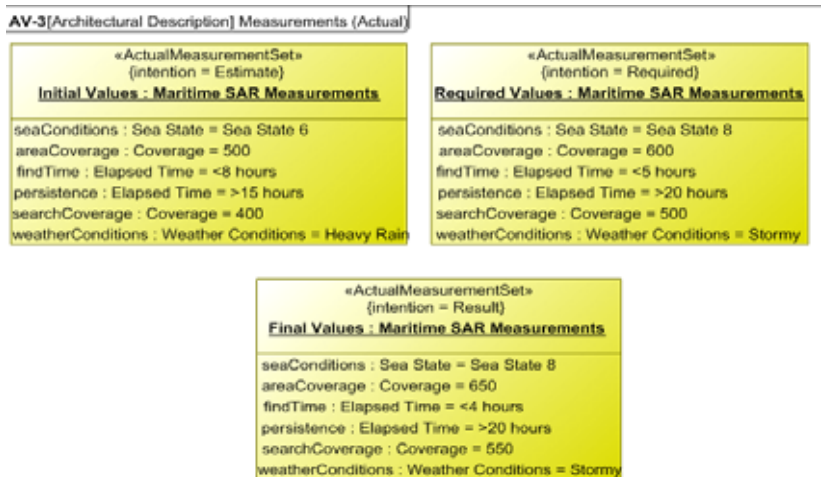 AV-3[Architectural Description] Measurements (Actual)
«ActualMeasurementSet»
{intention = Estimate}
Initial Values : Maritime SAR Measurements
seaConditions : Sea State = Sea State 6
areaCoverage : Coverage = 500
findTime : Elapsed Time = <8 hours
persistence : Elapsed Time = >15 hours
searchCoverage : Coverage = 400
weatherConditions : Weather Conditions = Heavy Rain
«ActualMeasurementSet»
{intention = Required}
Required Values : Maritime SAR Measurements
seaConditions : Sea State = Sea State 8
areaCoverage : Coverage = 600
findTime : Elapsed Time = <5 hours
persistence : Elapsed Time = >20 hours
searchCoverage : Coverage = 500
weatherConditions : Weather Conditions = Stormy
«ActualMeasurementSet»
{intention = Result}
Final Values : Maritime SAR Measurements
seaConditions : Sea State = Sea State 8
areaCoverage : Coverage = 650
findTime : Elapsed Time = <4 hours
persistence : Elapsed Time = >20 hours
searchCoverage : Coverage = 550
weatherConditions : Weather Conditions = Stormy